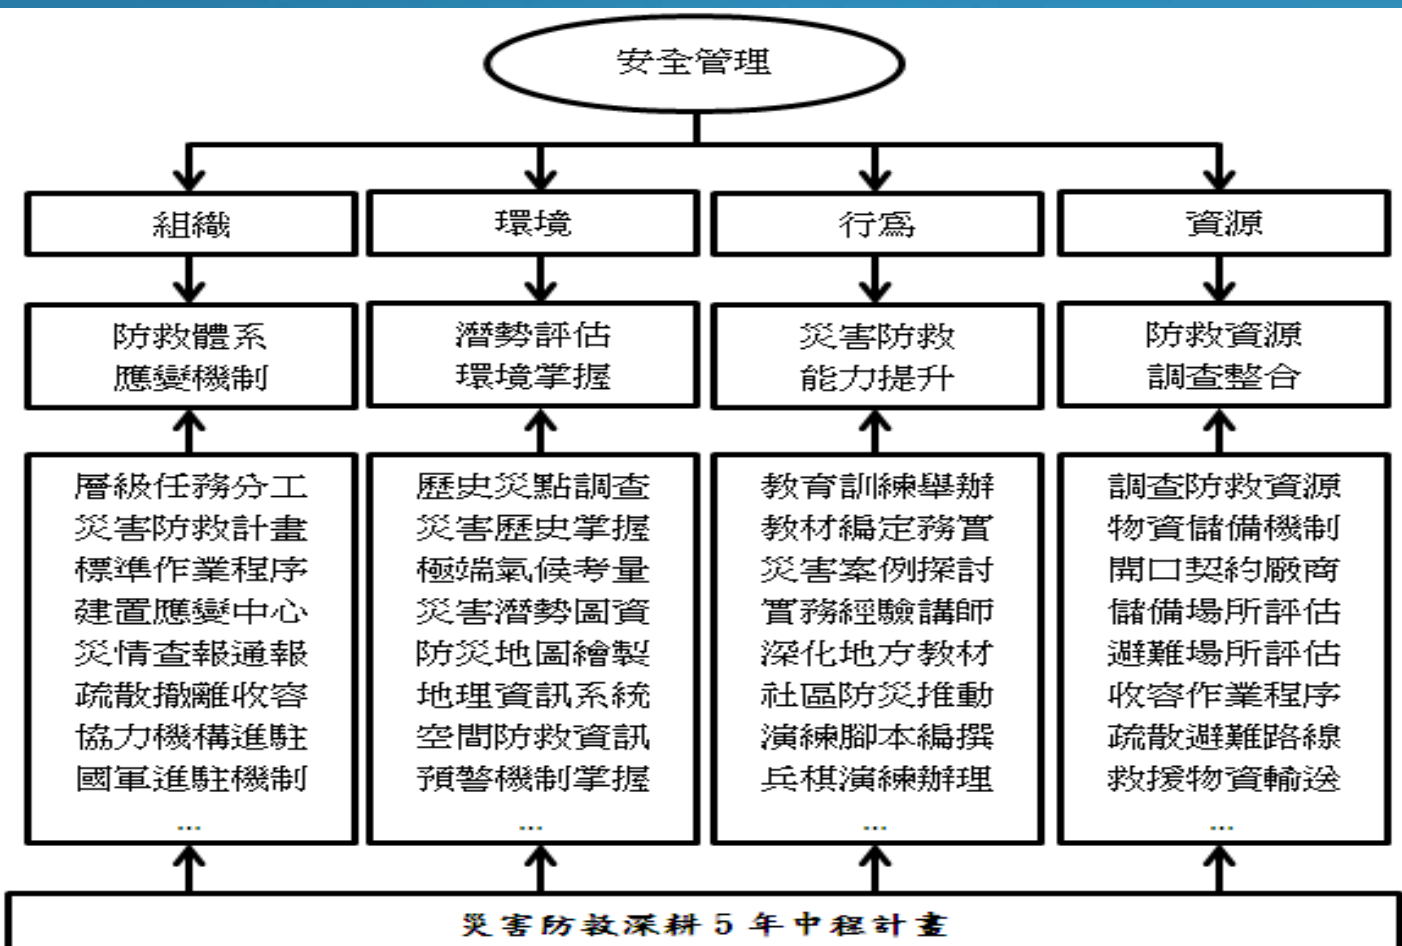 安全管理
組織
環境
行為
資源
防救體系
應變機制
潛勢評估
環境掌握
災害防救
能力提升
防救資源
調查整合
層級任務分工
災害防救計畫
標準作業程序
建置應變中心
災情查報通報
疏散撤離收容
協力機構進駐
國軍進駐機制
...
歷史災點調查
災害歷史掌握
極端氣候考量
災害潛勢圖資
防災地圖繪製
地理資訊系統
空間防救資訊
預警機制掌握
...
教育訓練舉辦
教材編定務實
災害案例探討
實務經驗講師
深化地方教材
社區防災推動
演練腳本編撰
兵棋演練辦理
...
調查防救資源
物資儲備機制
開口契約廠商
儲備場所評估
避難場所評估
收容作業程序
疏散避難路線
救援物資輸送
...
災害防救深耕 5 年中程計畫